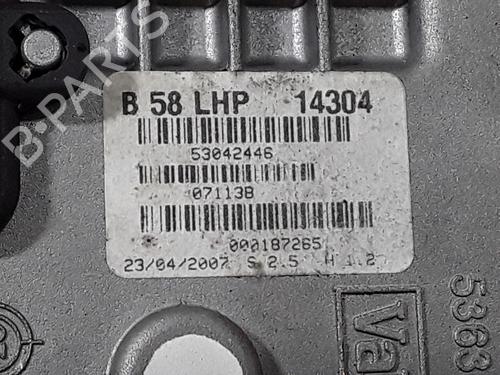 B-PARTS
B 58 LHP 14304
53042446
07113B
000187265
23/04/2007 S 2.5 H 1.2
5363
Va